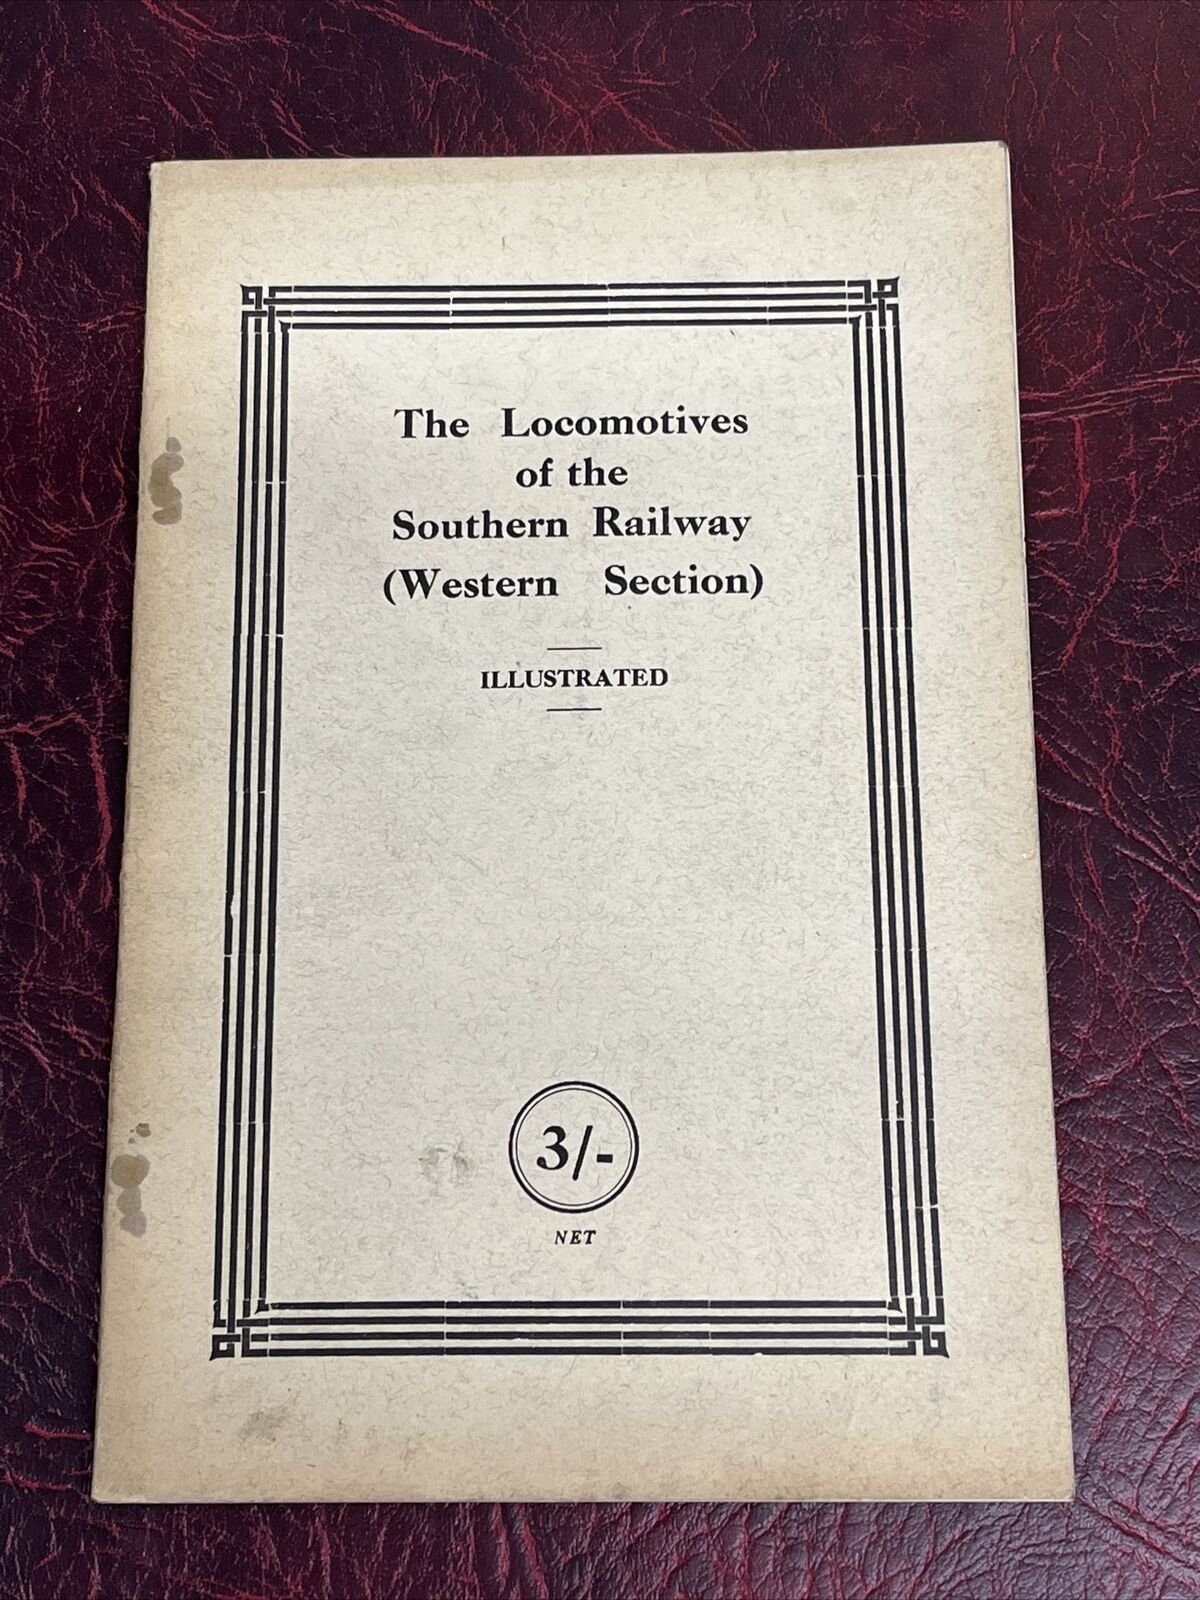 The Locomotives
of the
Southern Railway
(Western Section)
ILLUSTRATED
3/-
NET